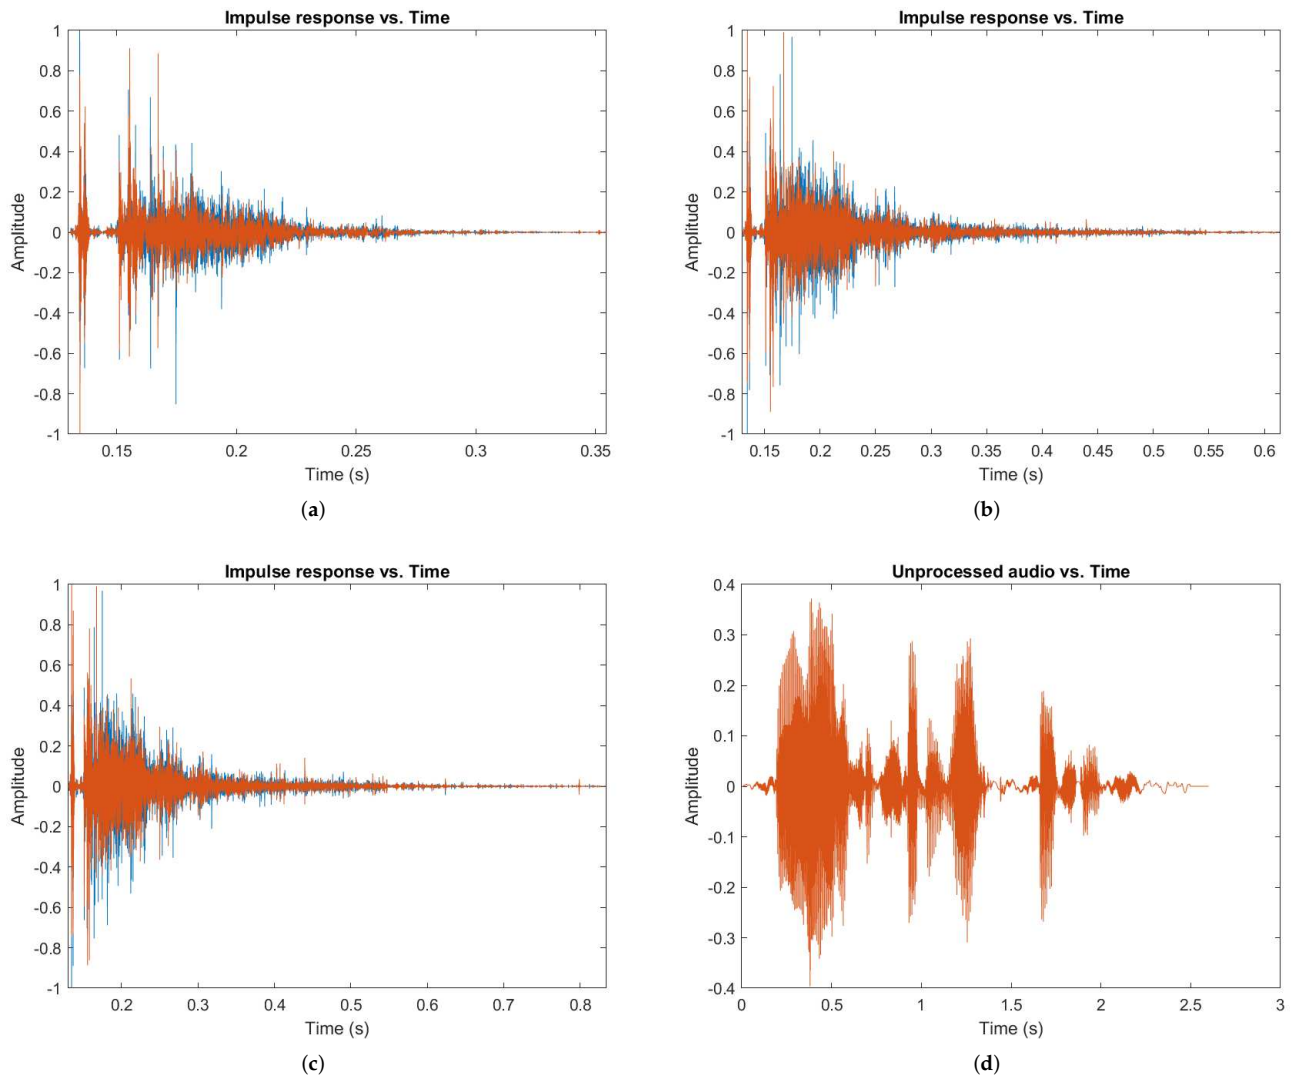 Impulse response vs. Time
1
0.8
0.6
0.4
0.2
0
-0.2
-0.4
-0.6
-0.8
-1
Amplitude
0.15 0.2 0.25 0.3 0.35
Time (s)
(a)
Impulse response vs. Time
1
0.8
0.6
0.4
0.2
0
-0.2
-0.4
-0.6
-0.8
-1
Amplitude
0.15 0.2 0.25 0.3 0.35 0.4 0.45 0.5 0.55 0.6
Time (s)
(b)
Impulse response vs. Time
1
0.8
0.6
0.4
0.2
0
-0.2
-0.4
-0.6
-0.8
-1
Amplitude
0.2 0.3 0.4 0.5 0.6 0.7 0.8
Time (s)
(c)
Unprocessed audio vs. Time
0.4
0.3
0.2
0.1
0
-0.1
-0.2
-0.3
-0.4
Amplitude
0 0.5 1 1.5 2 2.5 3
Time (s)
(d)